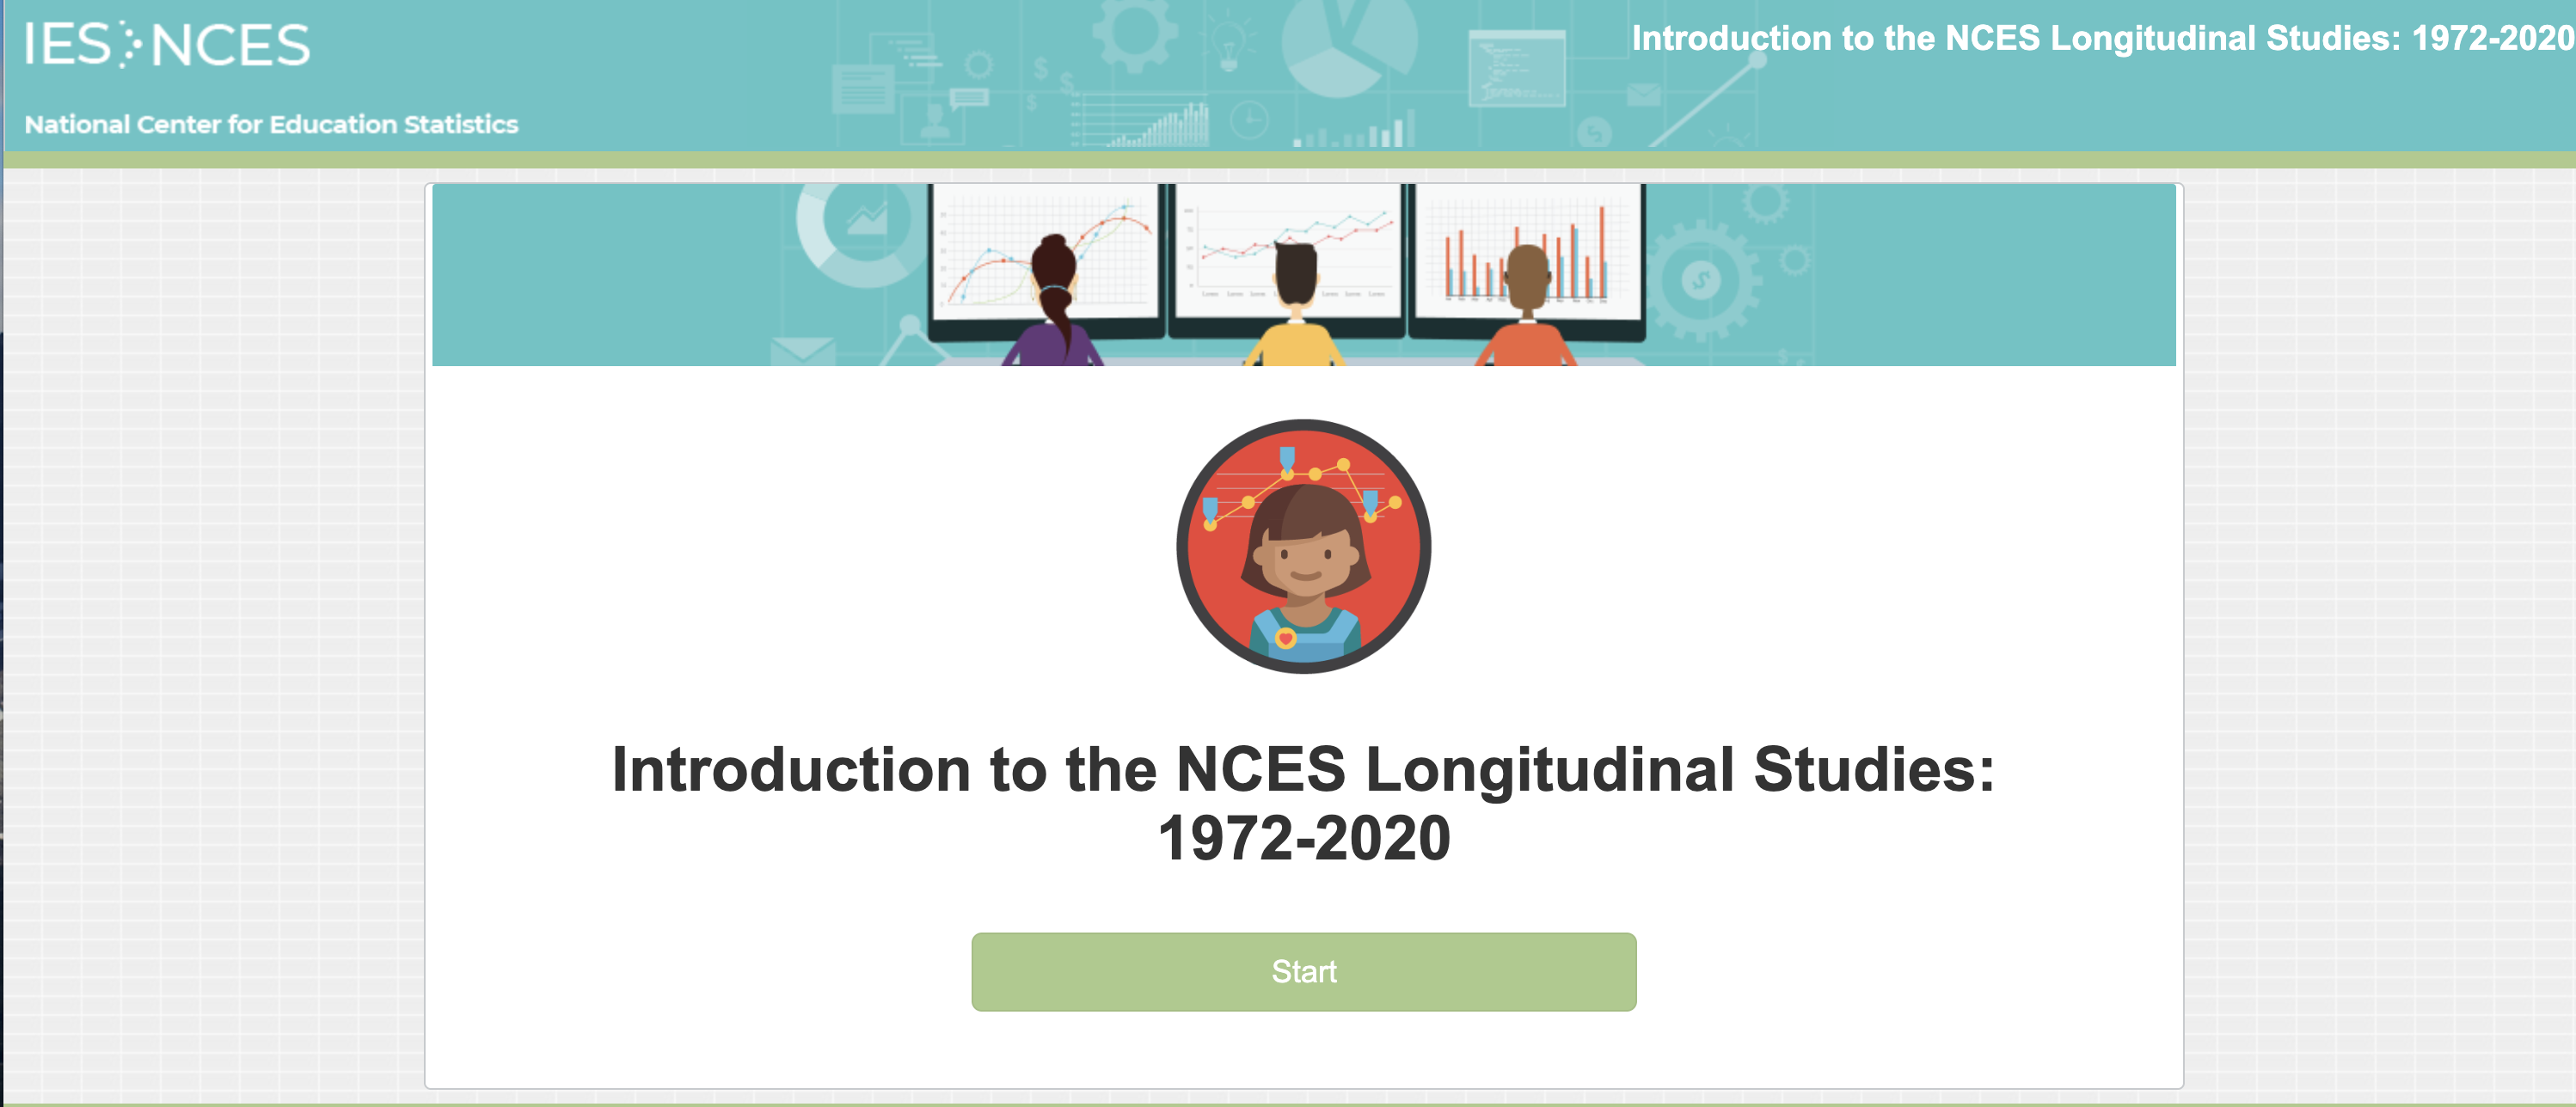 IES NCES
National Center for Education Statistics
Introduction to the NCES Longitudinal Studies: 1972-2020
Introduction to the NCES Longitudinal Studies:
1972-2020
Start